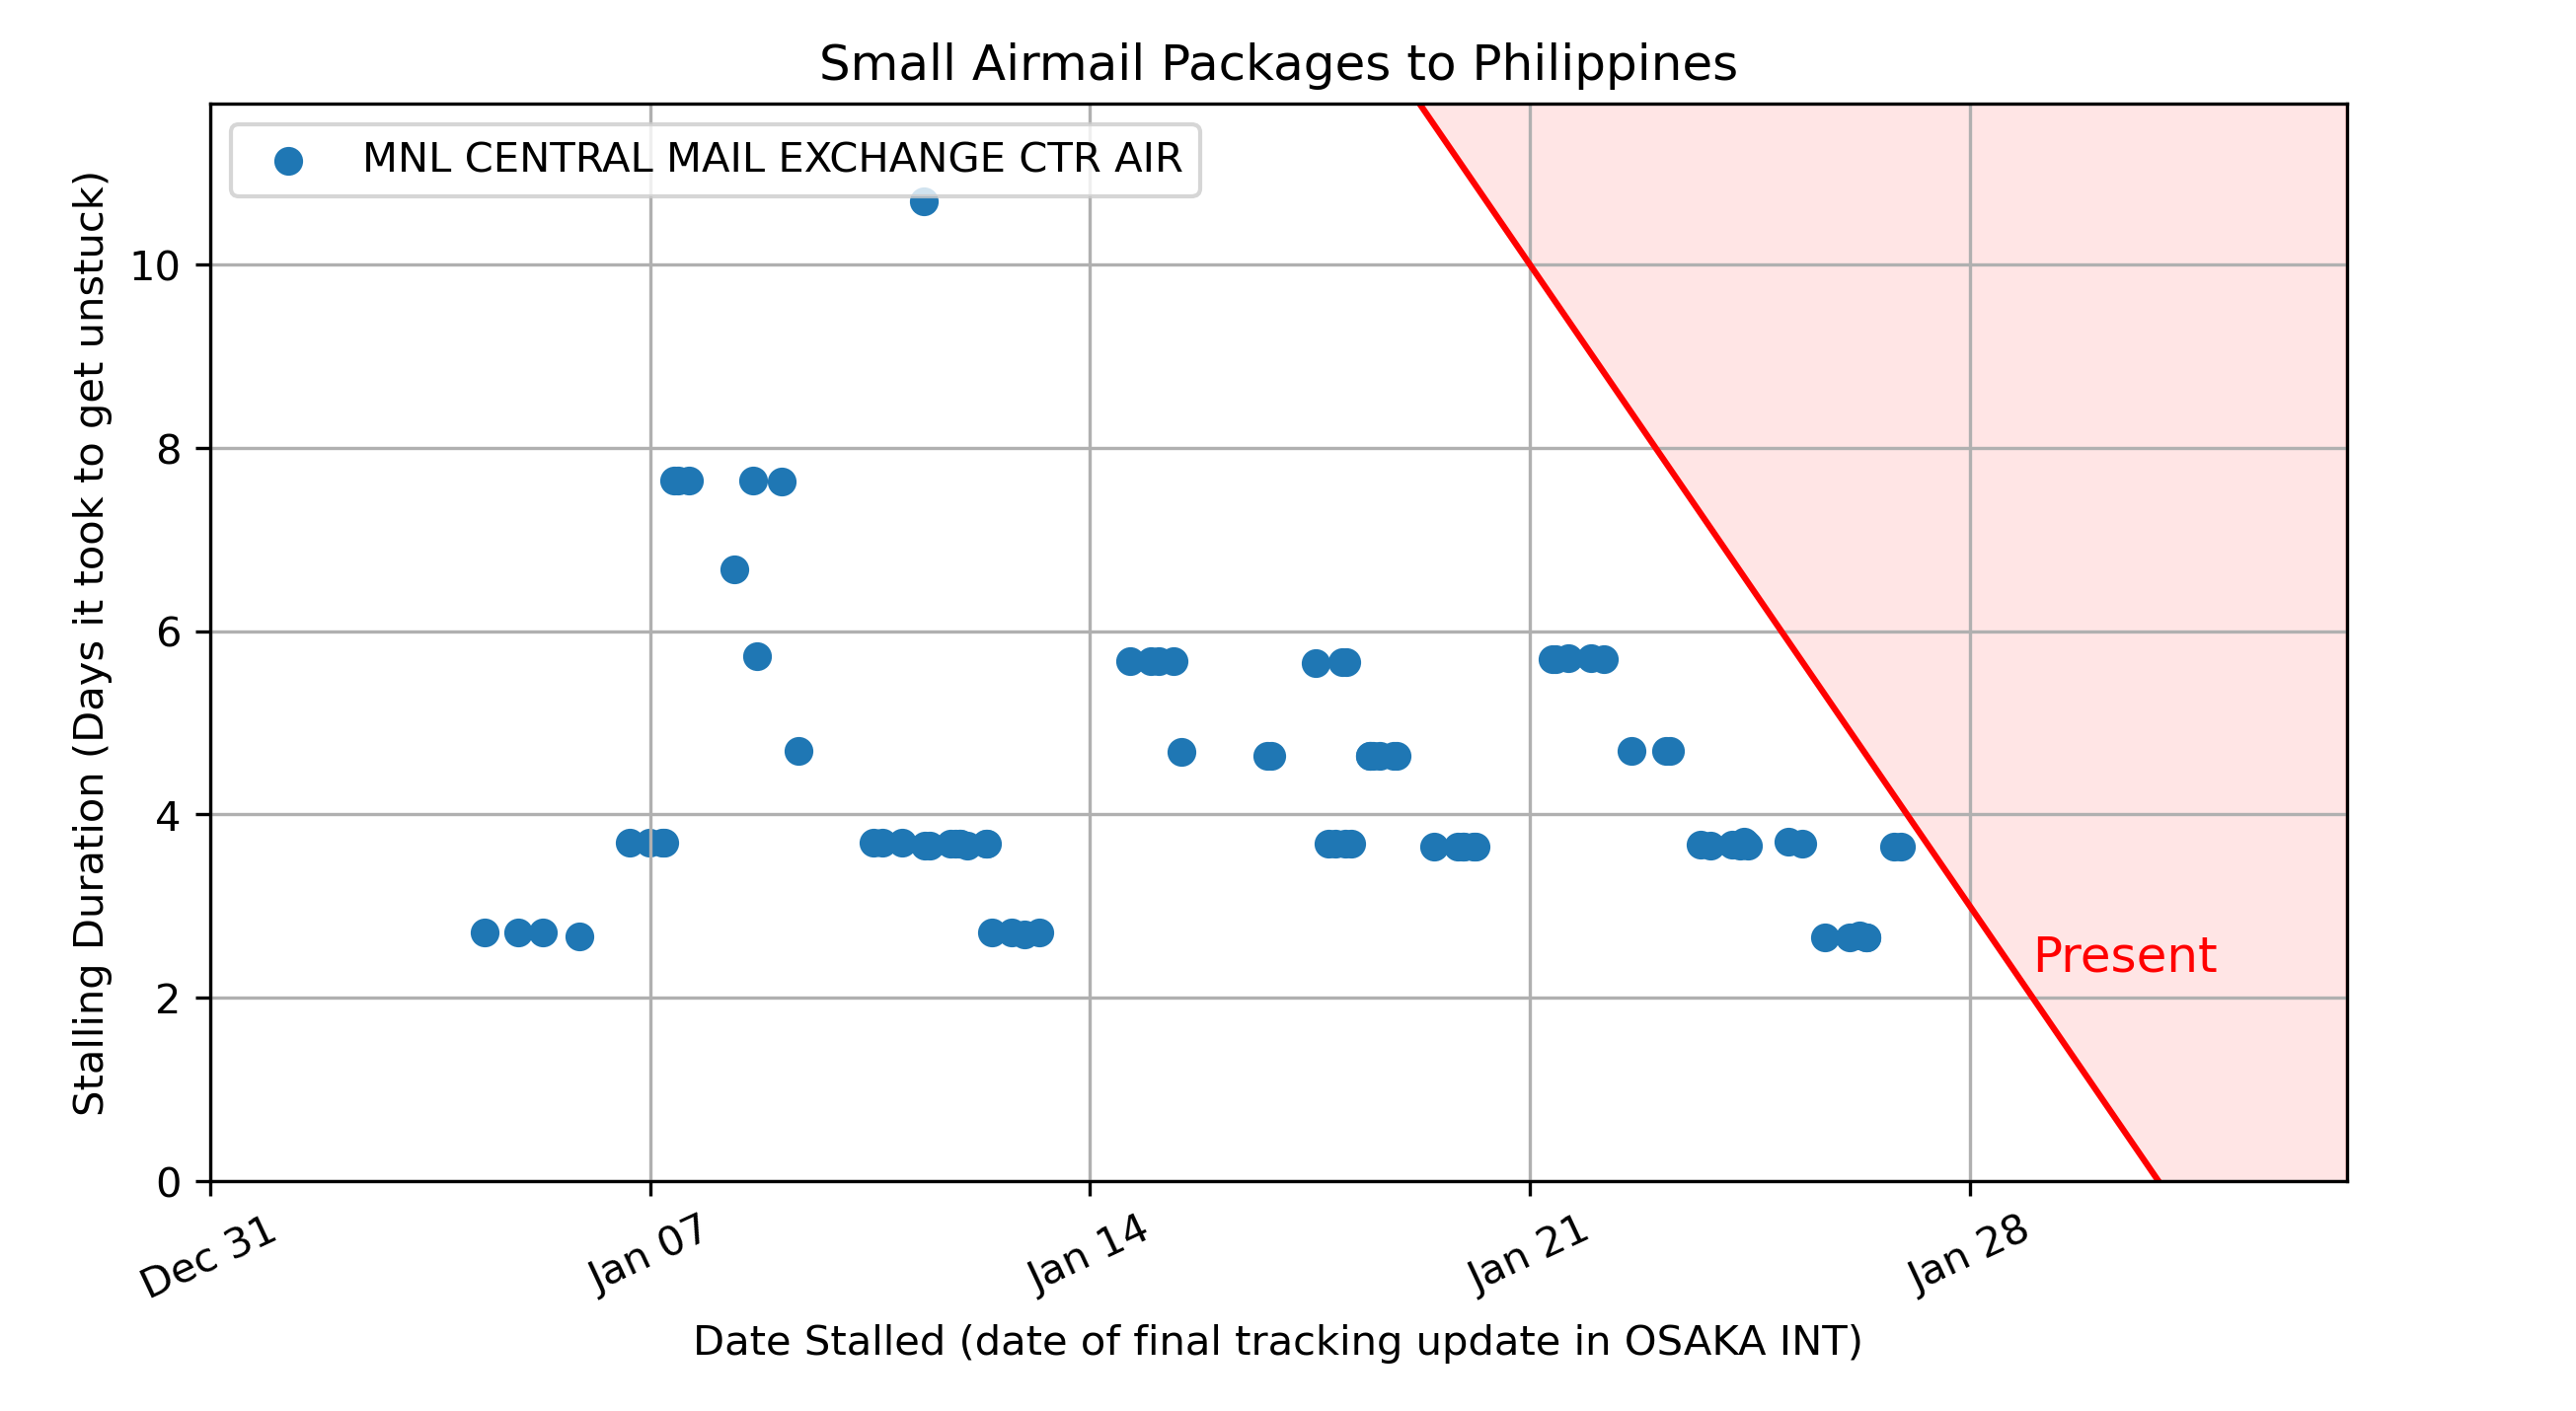 Small Airmail Packages to Philippines
MNL CENTRAL MAIL EXCHANGE CTR AIR
Stalling Duration (Days it took to get unstuck)
10
8
6
4
2
0
Present
Dec 31
Jan 07
Jan 14
Jan 21
Jan 28
Date Stalled (date of final tracking update in OSAKA INT)